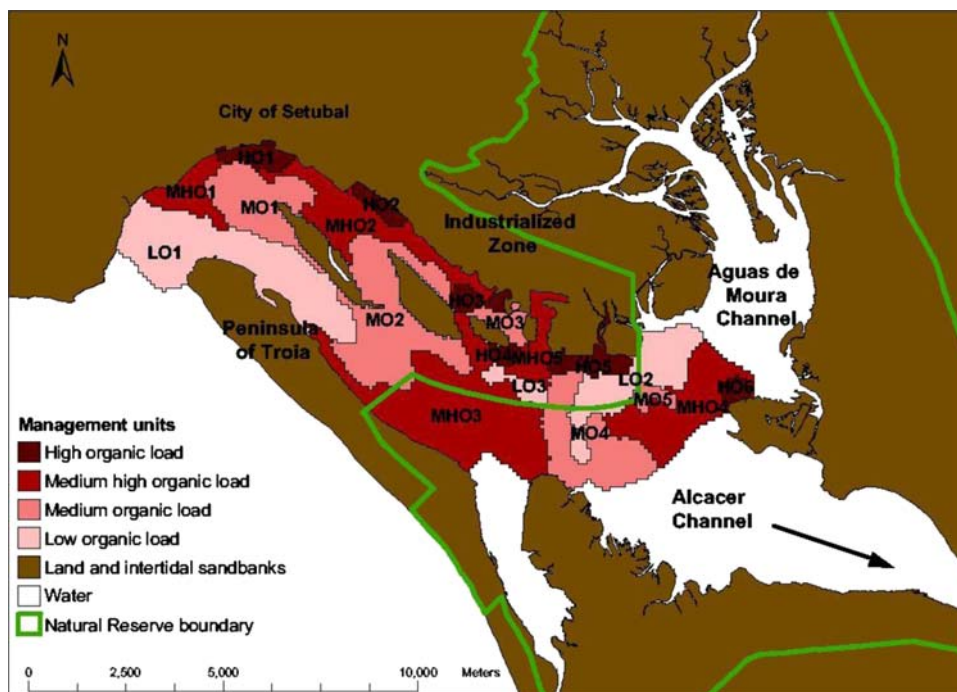 N
City of Setubal
HO1
MHO1
MO1
HO2
MHO2
Industrialized
Zone
LO1
Aguas de
Moura
Channel
HO3
MO3
MO2
Peninsula
of Troia
HO4
MHO5
HO5
LO3
LO2
HO6
MO5
MHO4
MHO3
MO4
Alcacer
Channel
Management units
High organic load
Medium high organic load
Medium organic load
Low organic load
Land and intertidal sandbanks
Water
Natural Reserve boundary
0 2,500 5,000 10,000 Meters